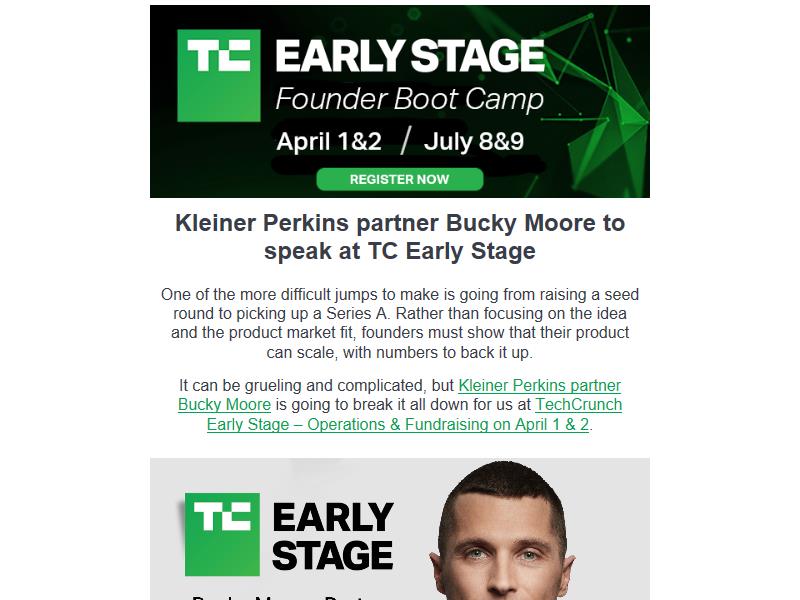 TC EARLY STAGE
Founder Boot Camp
April 1&2 / July 8&9
REGISTER NOW
Kleiner Perkins partner Bucky Moore to
speak at TC Early Stage
One of the more difficult jumps to make is going from raising a seed
round to picking up a Series A. Rather than focusing on the idea
and the product market fit, founders must show that their product
can scale, with numbers to back it up.
It can be grueling and complicated, but Kleiner Perkins partner
Bucky Moore is going to break it all down for us at TechCrunch
Early Stage – Operations & Fundraising on April 1 & 2.
TC EARLY
STAGE